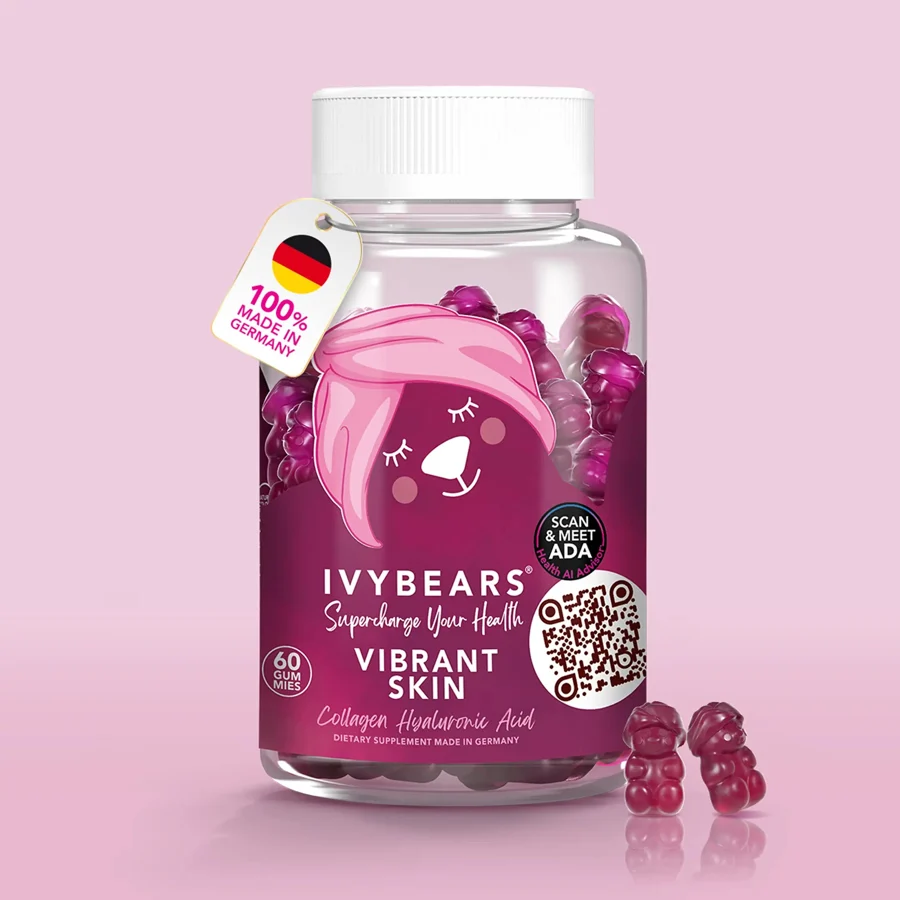 100%
MADE IN
GERMANY
SCAN
& MEET
ADA
Health AI Advisor
IVYBEARS®
Supercharge Your Health
60
GUM
MIES
VIBRANT
SKIN
Collagen Hyaluronic Acid
DIETARY SUPPLEMENT MADE IN GERMANY